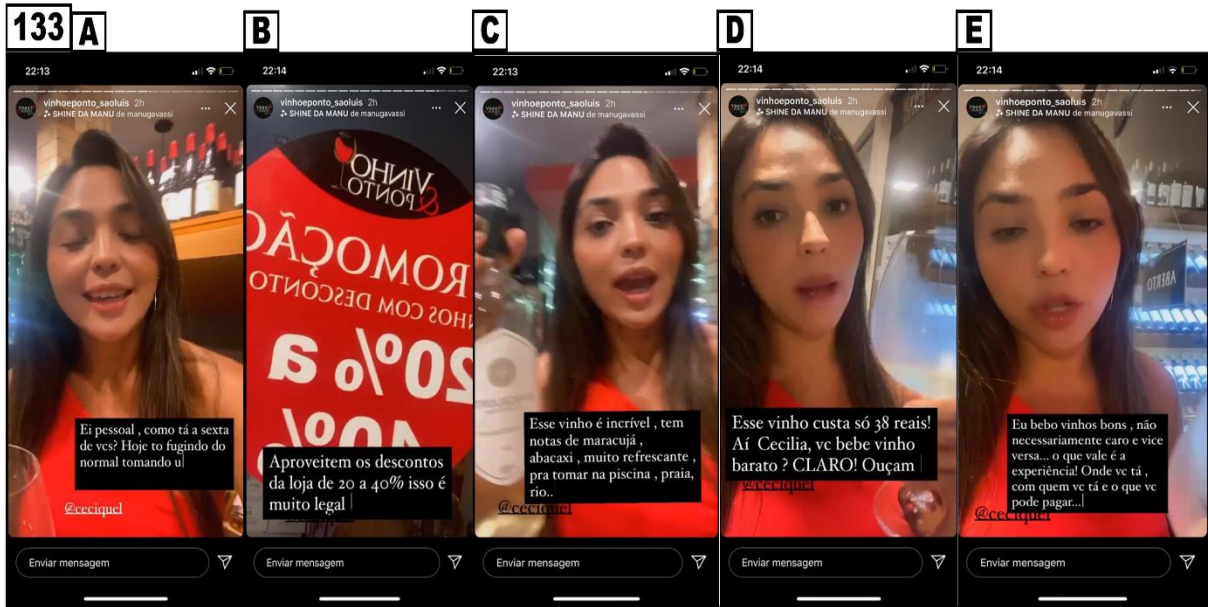 133 A
22:13
vinhoeponto_saoluis 2h
SHINE DA MANU de manugavassi
Ei pessoal , como tá a sexta
de vcs? Hoje to fugindo do
normal tomando u
@ceciquel
Enviar mensagem
B
22:14
vinhoeponto_saoluis 2h
SHINE DA MANU de manugavassi
VINHO
& PONTO
ROMOÇÃO
NHOS COM DESCONTO
20% a
40%
Aproveitem os descontos
da loja de 20 a 40% isso é
muito legal
Enviar mensagem
C
22:13
vinhoeponto_saoluis 2h
SHINE DA MANU de manugavassi
Esse vinho é incrível , tem
notas de maracujá ,
abacaxi , muito refrescante ,
pra tomar na piscina , praia,
rio..
@ceciquel
Enviar mensagem
D
22:14
vinhoeponto_saoluis 2h
SHINE DA MANU de manugavassi
Esse vinho custa só 38 reais!
Aí Cecilia, vc bebe vinho
barato ? CLARO! Ouçam
@ceciquel
Enviar mensagem
E
22:14
vinhoeponto_saoluis 2h
SHINE DA MANU de manugavassi
ABERTO
Eu bebo vinhos bons , não
necessariamente caro e vice
versa... o que vale é a
experiência! Onde vc tá ,
com quem vc tá e o que vc
pode pagar...
@ceciquel
Enviar mensagem